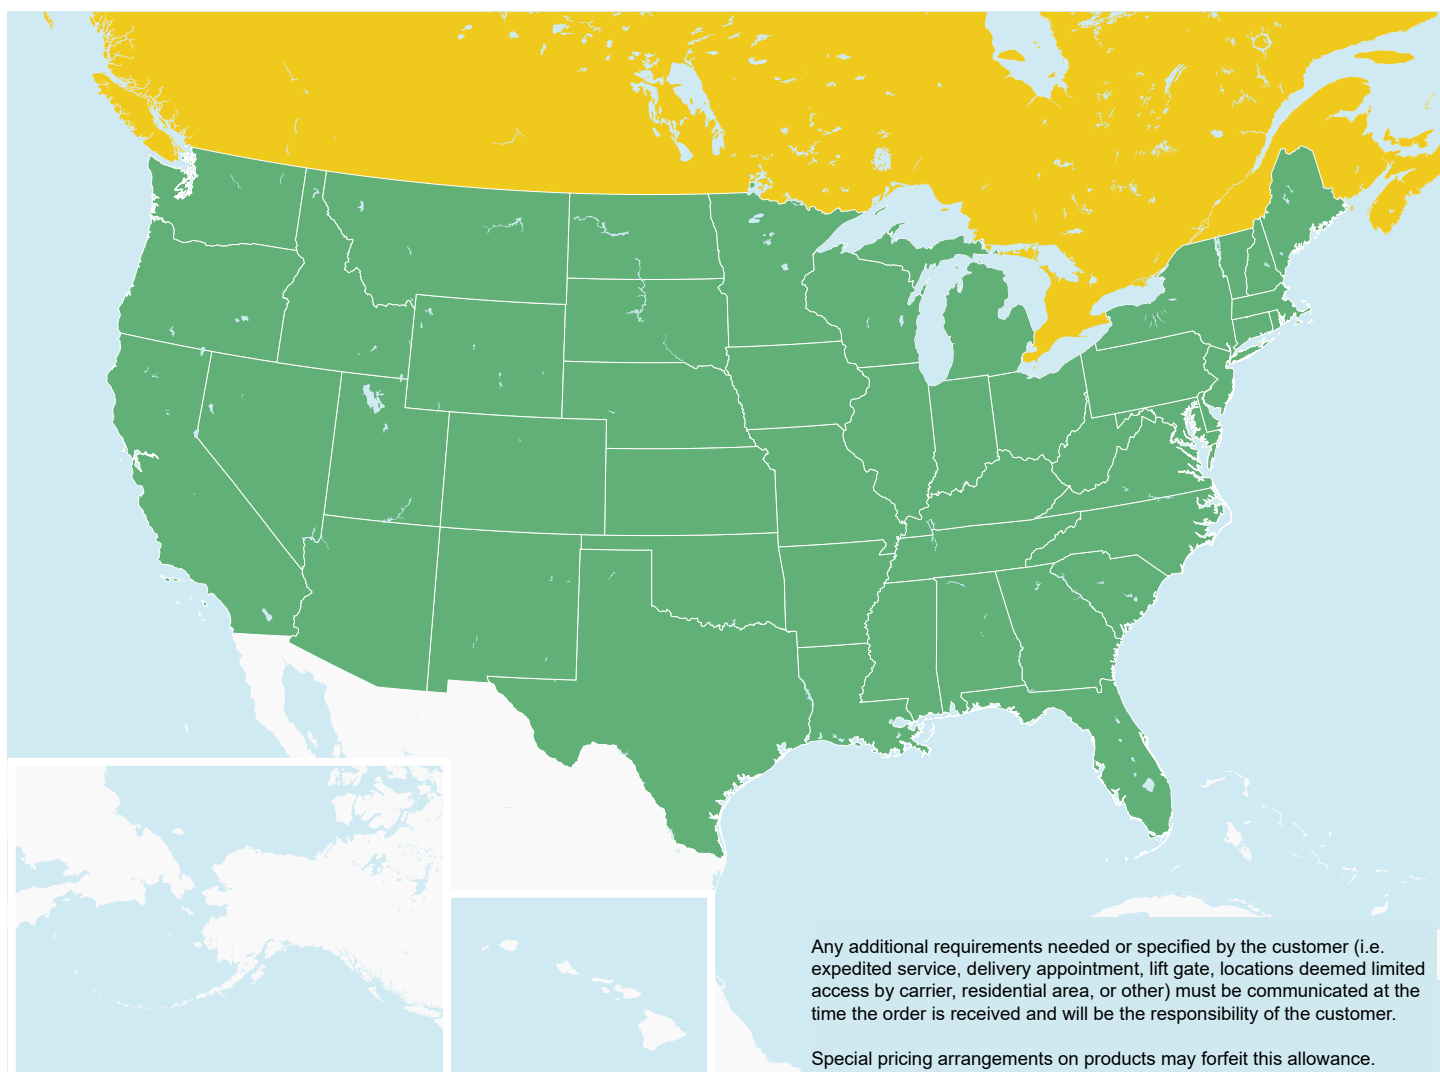 Any additional requirements needed or specified by the customer (i.e.
expedited service, delivery appointment, lift gate, locations deemed limited
access by carrier, residential area, or other) must be communicated at the
time the order is received and will be the responsibility of the customer.
Special pricing arrangements on products may forfeit this allowance.